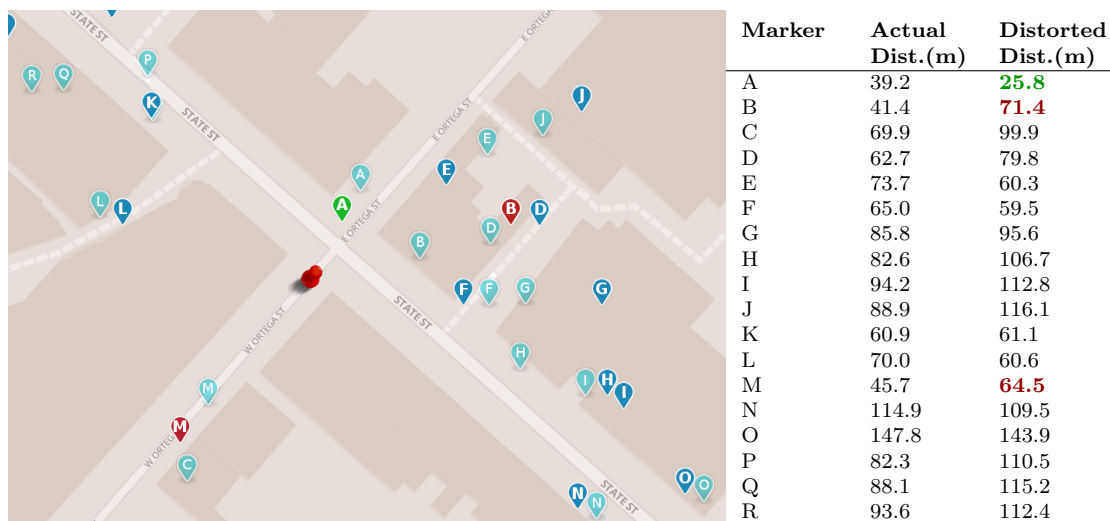 STATE ST
E ORTEGA ST
P
R
Q
K
J
J
STATE ST
E ORTEGA ST
E
E
A
L
L
A
E ORTEGA ST
B
D
D
B
F
F
G
G
W ORTEGA ST
STATE ST
H
M
I
H
I
M
W ORTEGA ST
C
N
N
O
O
STATE ST
Marker Actual Distorted
Dist.(m) Dist.(m)
A 39.2 25.8
B 41.4 71.4
C 69.9 99.9
D 62.7 79.8
E 73.7 60.3
F 65.0 59.5
G 85.8 95.6
H 82.6 106.7
I 94.2 112.8
J 88.9 116.1
K 60.9 61.1
L 70.0 60.6
M 45.7 64.5
N 114.9 109.5
O 147.8 143.9
P 82.3 110.5
Q 88.1 115.2
R 93.6 112.4